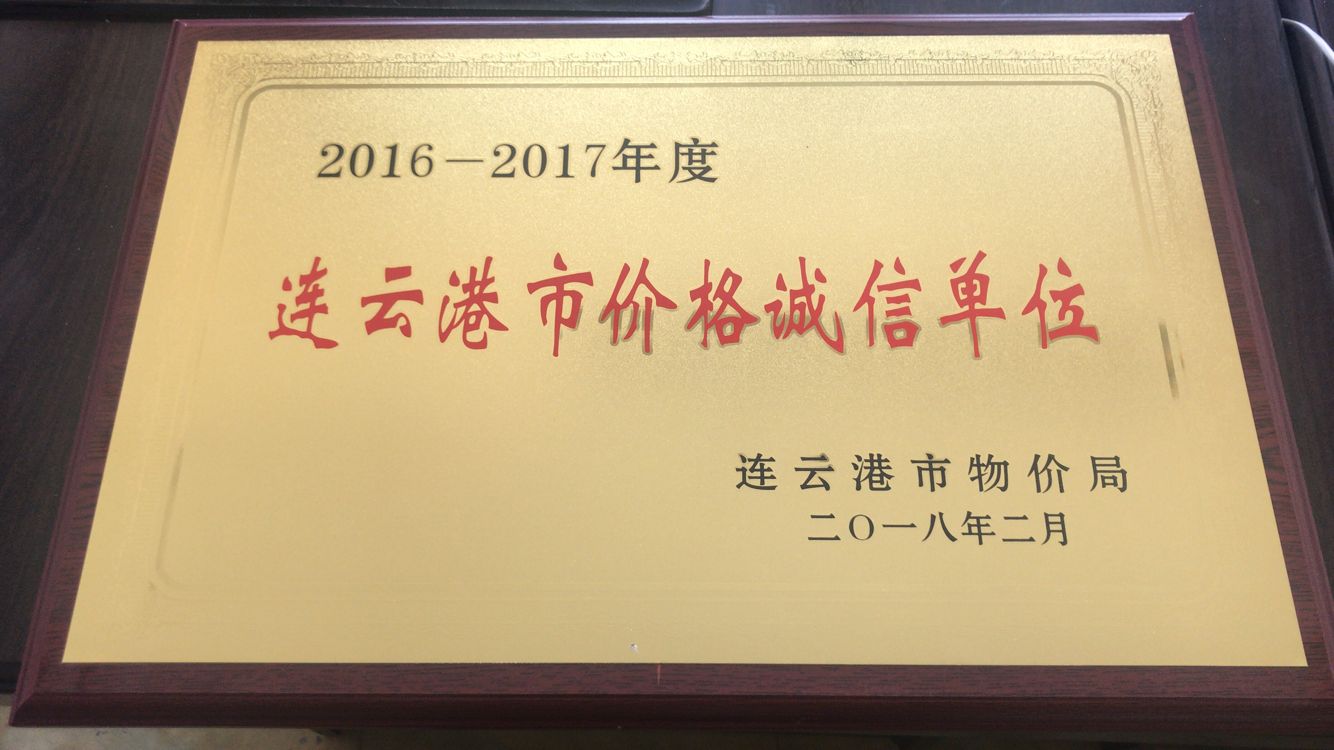 2016－2017年度
连云港市价格诚信单位
连云港市物价局
二〇一八年二月